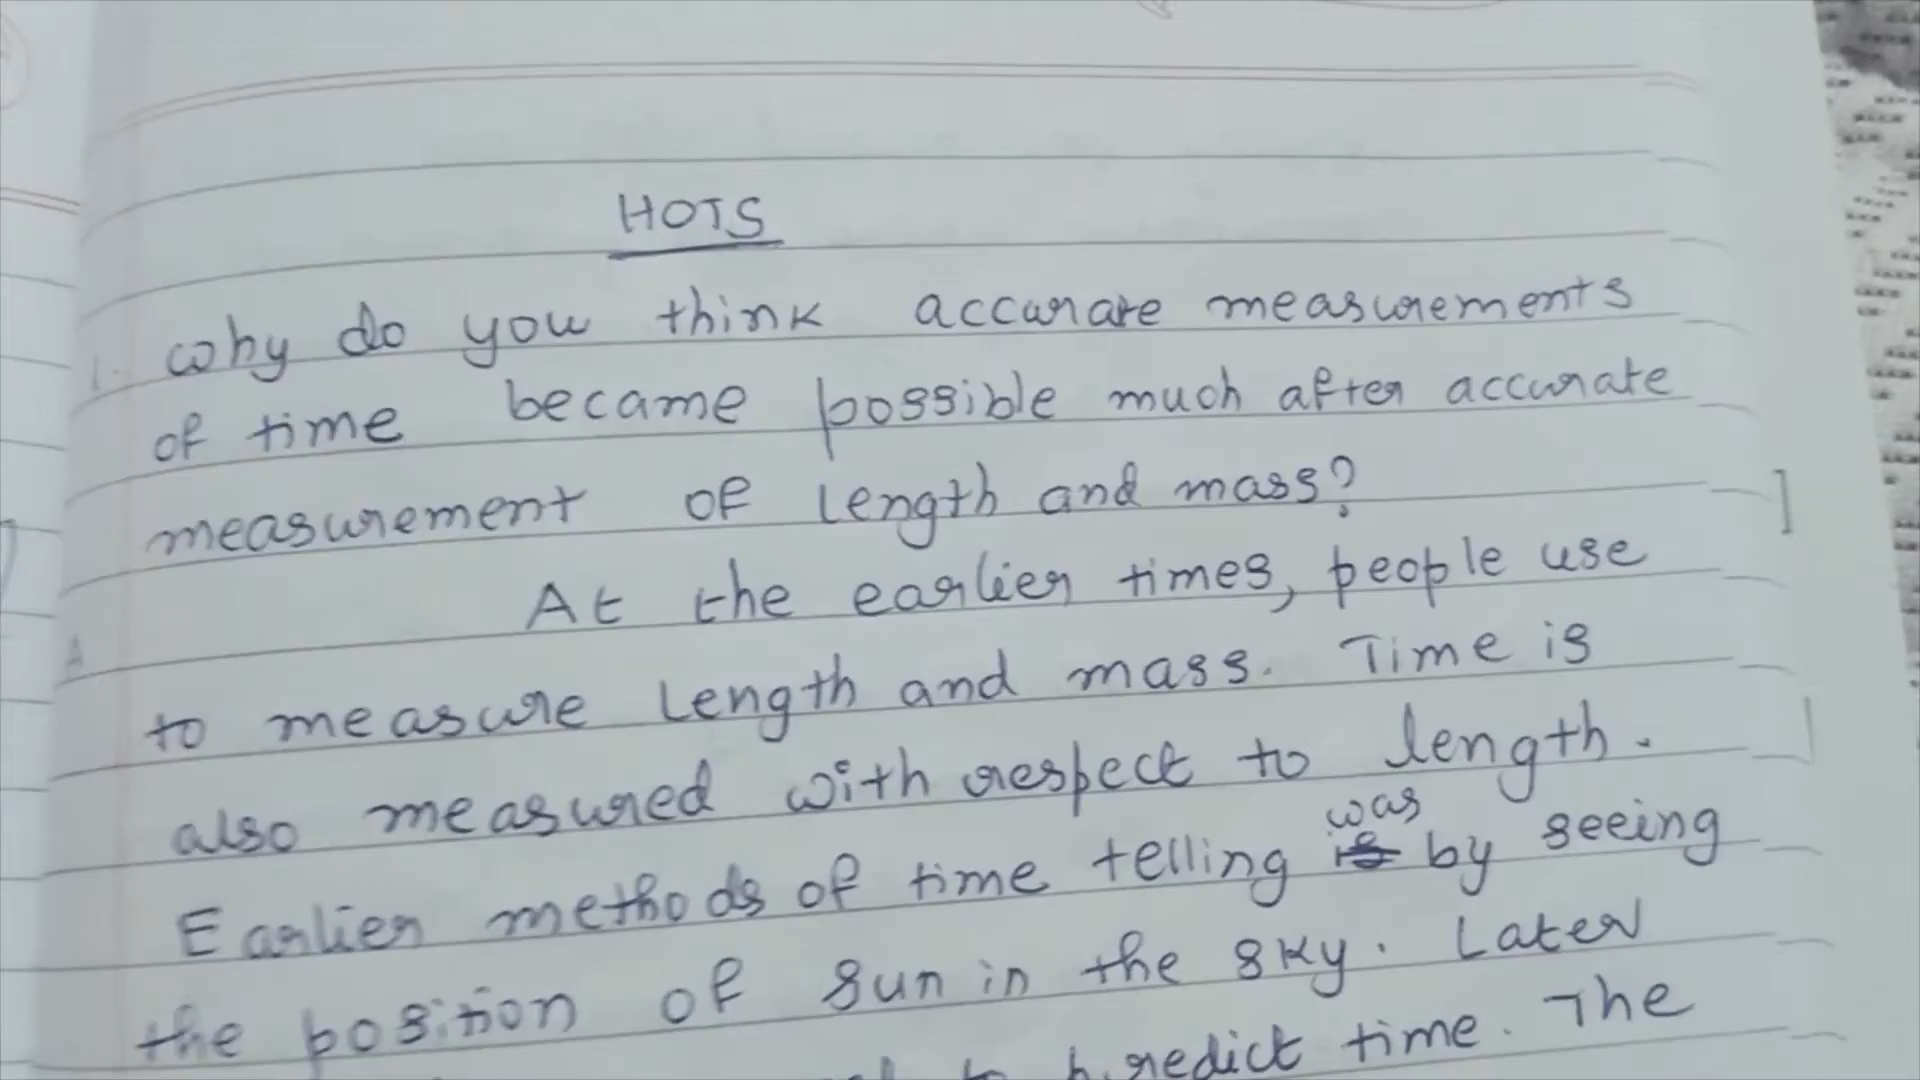 HOTS
1. Why do you think accurate measurements
of time became possible much after accurate
measurement of length and mass?
A At the earlier times, people use
to measure length and mass. Time is
also measured with respect to length.
Earlier methods of time telling is was by seeing
the position of sun in the sky. Later
to predict time. The